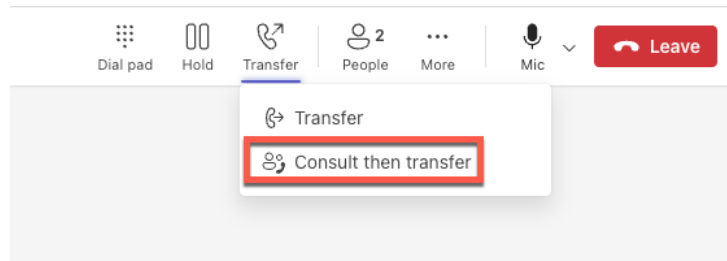 2
Leave
Dial pad Hold Transfer People More Mic
Transfer
Consult then transfer